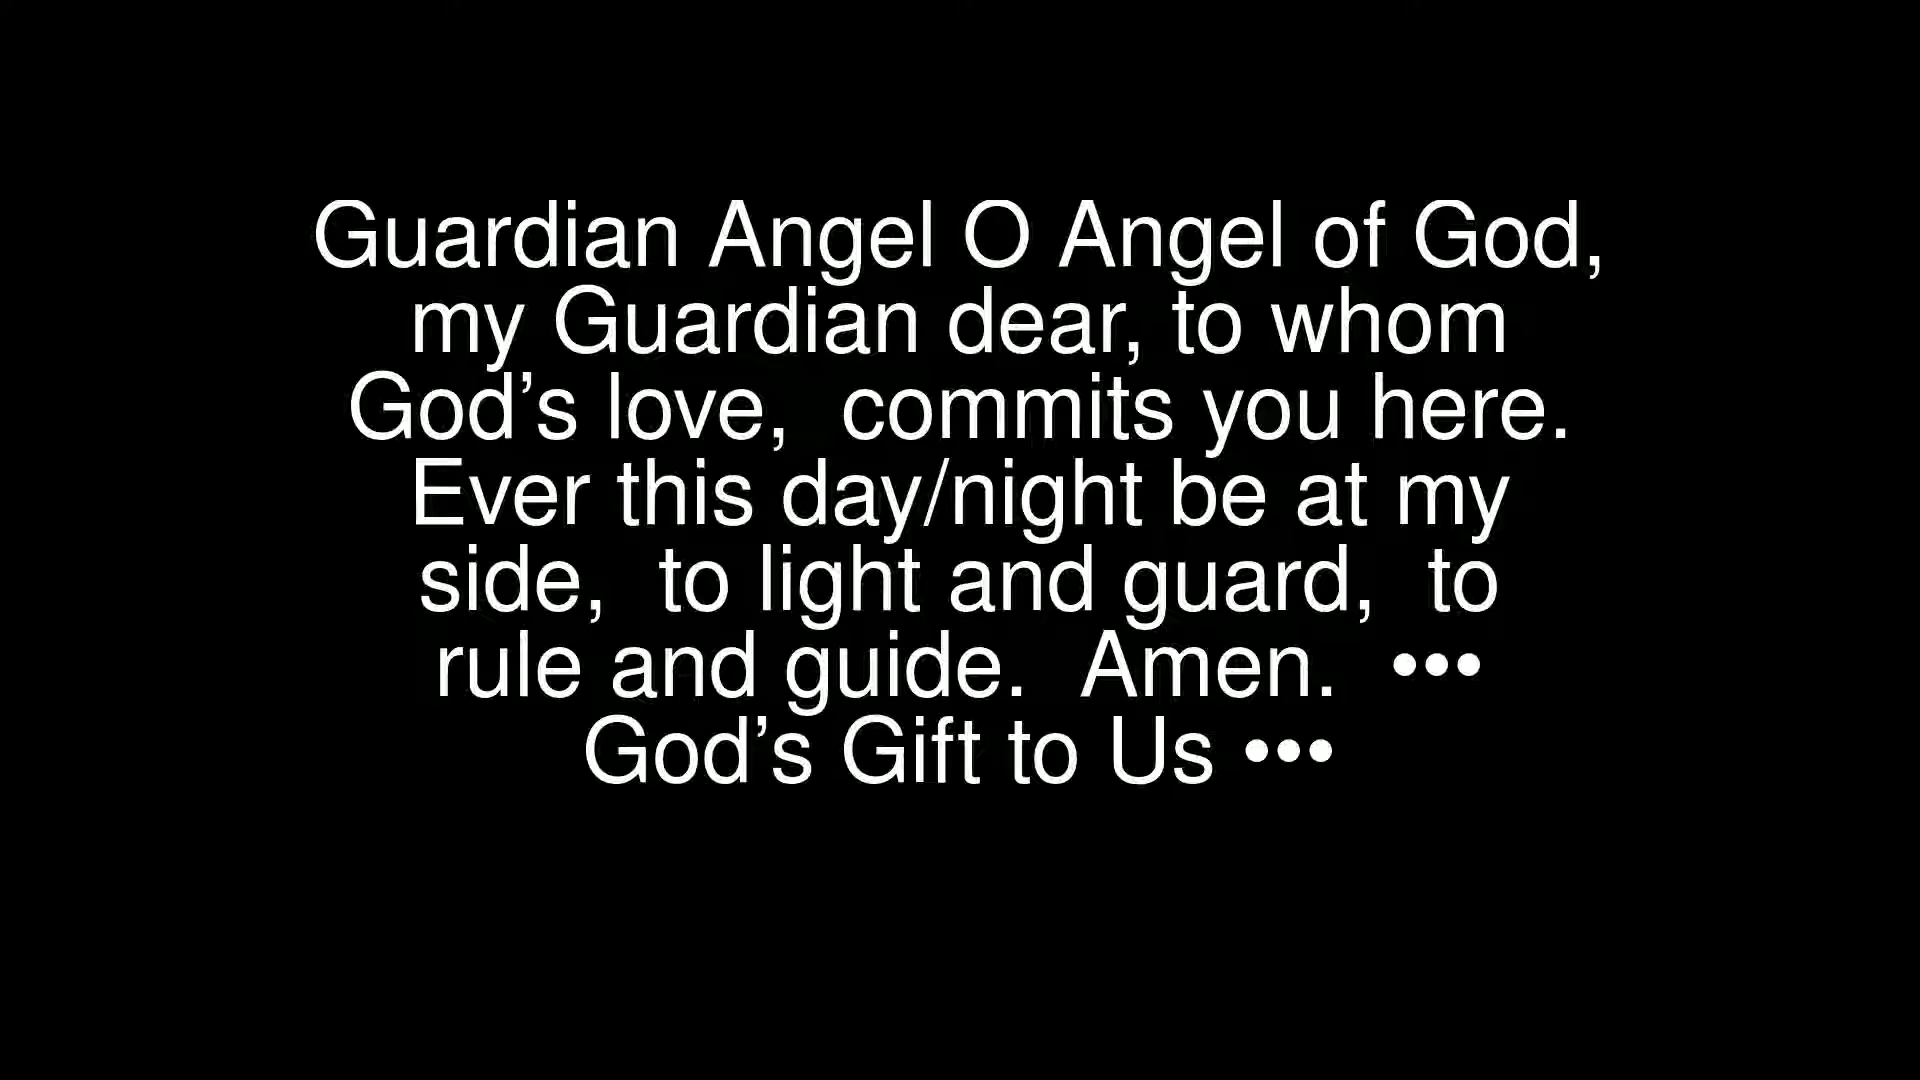 Guardian Angel O Angel of God,
my Guardian dear, to whom
God’s love,  commits you here.
Ever this day/night be at my
side,  to light and guard,  to
rule and guide.  Amen.  •••
God’s Gift to Us •••